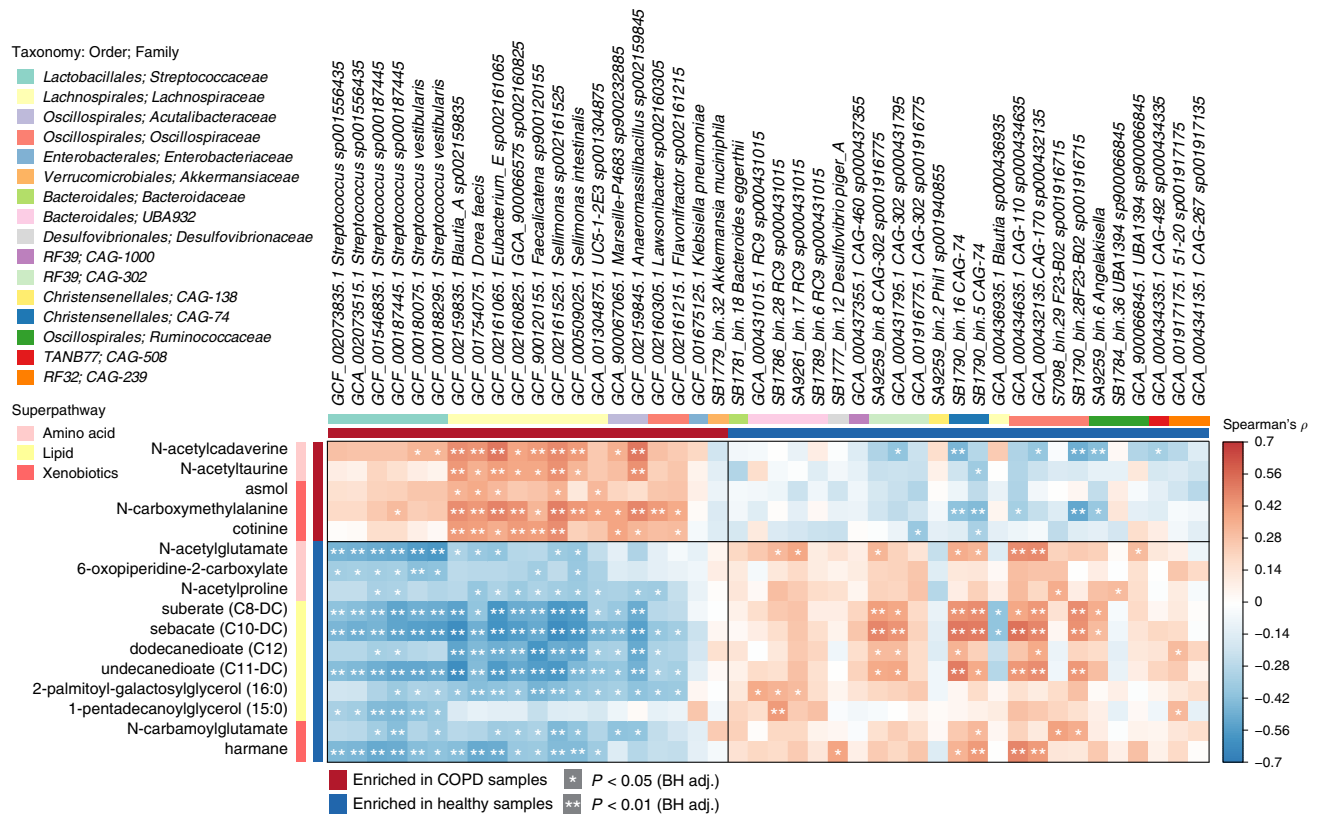 Taxonomy: Order; Family
Lactobacillales; Streptococcaceae
Lachnospirales; Lachnospiraceae
Oscillospirales; Acutalibacteraceae
Oscillospirales; Oscillospiraceae
Enterobacterales; Enterobacteriaceae
Verrucomicrobiales; Akkermansiaceae
Bacteroidales; Bacteroidaceae
Bacteroidales; UBA932
Desulfovibrionales; Desulfovibrionaceae
RF39; CAG-1000
RF39; CAG-302
Christensenellales; CAG-138
Christensenellales; CAG-74
Oscillospirales; Ruminococcaceae
TANB77; CAG-508
RF32; CAG-239
Superpathway
Amino acid
Lipid
Xenobiotics
GCF_002073835.1 Streptococcus sp001556435
GCA_002073515.1 Streptococcus sp001556435
GCF_001546835.1 Streptococcus sp000187445
GCF_000187445.1 Streptococcus sp000187445
GCF_000180075.1 Streptococcus vestibularis
GCF_000188295.1 Streptococcus vestibularis
GCF_002159835.1 Blautia_A sp002159835
GCF_001754075.1 Dorea faecis
GCF_002161065.1 Eubacterium_E sp002161065
GCF_002160825.1 GCA_900066575 sp002160825
GCF_900120155.1 Faecalicatena sp900120155
GCF_002161525.1 Sellimonas sp002161525
GCF_000509025.1 Sellimonas intestinalis
GCA_001304875.1 UC5-1-2E3 sp001304875
GCA_900067065.1 Marseille-P4683 sp900232885
GCF_002159845.1 Anaeromassilibacillus sp002159845
GCF_002160305.1 Lawsonibacter sp002160305
GCF_002161215.1 Flavonifractor sp002161215
GCF_001675125.1 Klebsiella pneumoniae
SB1779_bin.32 Akkermansia muciniphila
SB1781_bin.18 Bacteroides eggerthii
GCA_000431015.1 RC9 sp000431015
SB1786_bin.28 RC9 sp000431015
SA9261_bin.17 RC9 sp000431015
SB1789_bin.6 RC9 sp000431015
SB1777_bin.12 Desulfovibrio piger_A
GCA_000437355.1 CAG-460 sp000437355
SA9259_bin.8 CAG-302 sp001916775
GCA_000431795.1 CAG-302 sp000431795
GCA_001916775.1 CAG-302 sp001916775
SA9259_bin.2 Phil1 sp001940855
SB1790_bin.16 CAG-74
SB1790_bin.5 CAG-74
GCA_000436935.1 Blautia sp000436935
GCA_000434635.1 CAG-110 sp000434635
GCA_000432135.CAG-170 sp000432135
S7098_bin.29 F23-B02 sp001916715
SB1790_bin.28F23-B02 sp001916715
SA9259_bin.6 Angelakisella
SB1784_bin.36 UBA1394 sp900066845
GCA_900066845.1 UBA1394 sp900066845
GCA_000434335.1 CAG-492 sp000434335
GCA_001917175.1 51-20 sp001917175
GCA_000434135.1 CAG-267 sp001917135
N-acetylcadaverine
N-acetyltaurine
asmol
N-carboxymethylalanine
cotinine
N-acetylglutamate
6-oxopiperidine-2-carboxylate
N-acetylproline
suberate (C8-DC)
sebacate (C10-DC)
dodecanedioate (C12)
undecanedioate (C11-DC)
2-palmitoyl-galactosylglycerol (16:0)
1-pentadecanoylglycerol (15:0)
N-carbamoylglutamate
harmane
Spearman's ρ
0.7
0.56
0.42
0.28
0.14
0
−0.14
−0.28
−0.42
−0.56
−0.7
Enriched in COPD samples
* P < 0.05 (BH adj.)
Enriched in healthy samples
** P < 0.01 (BH adj.)